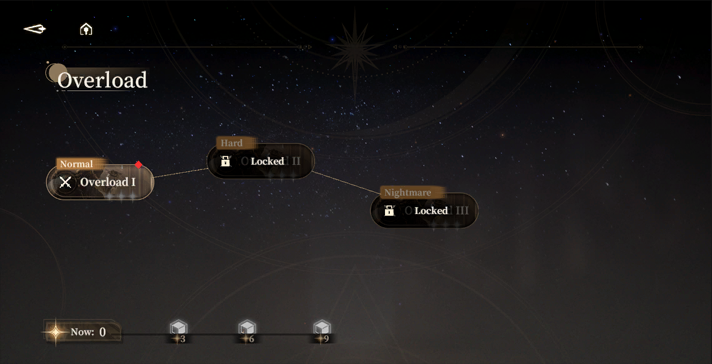 Overload
Hard
Locked II
Normal
Overload I
Nightmare
Locked III
Now: 0
3
6
9